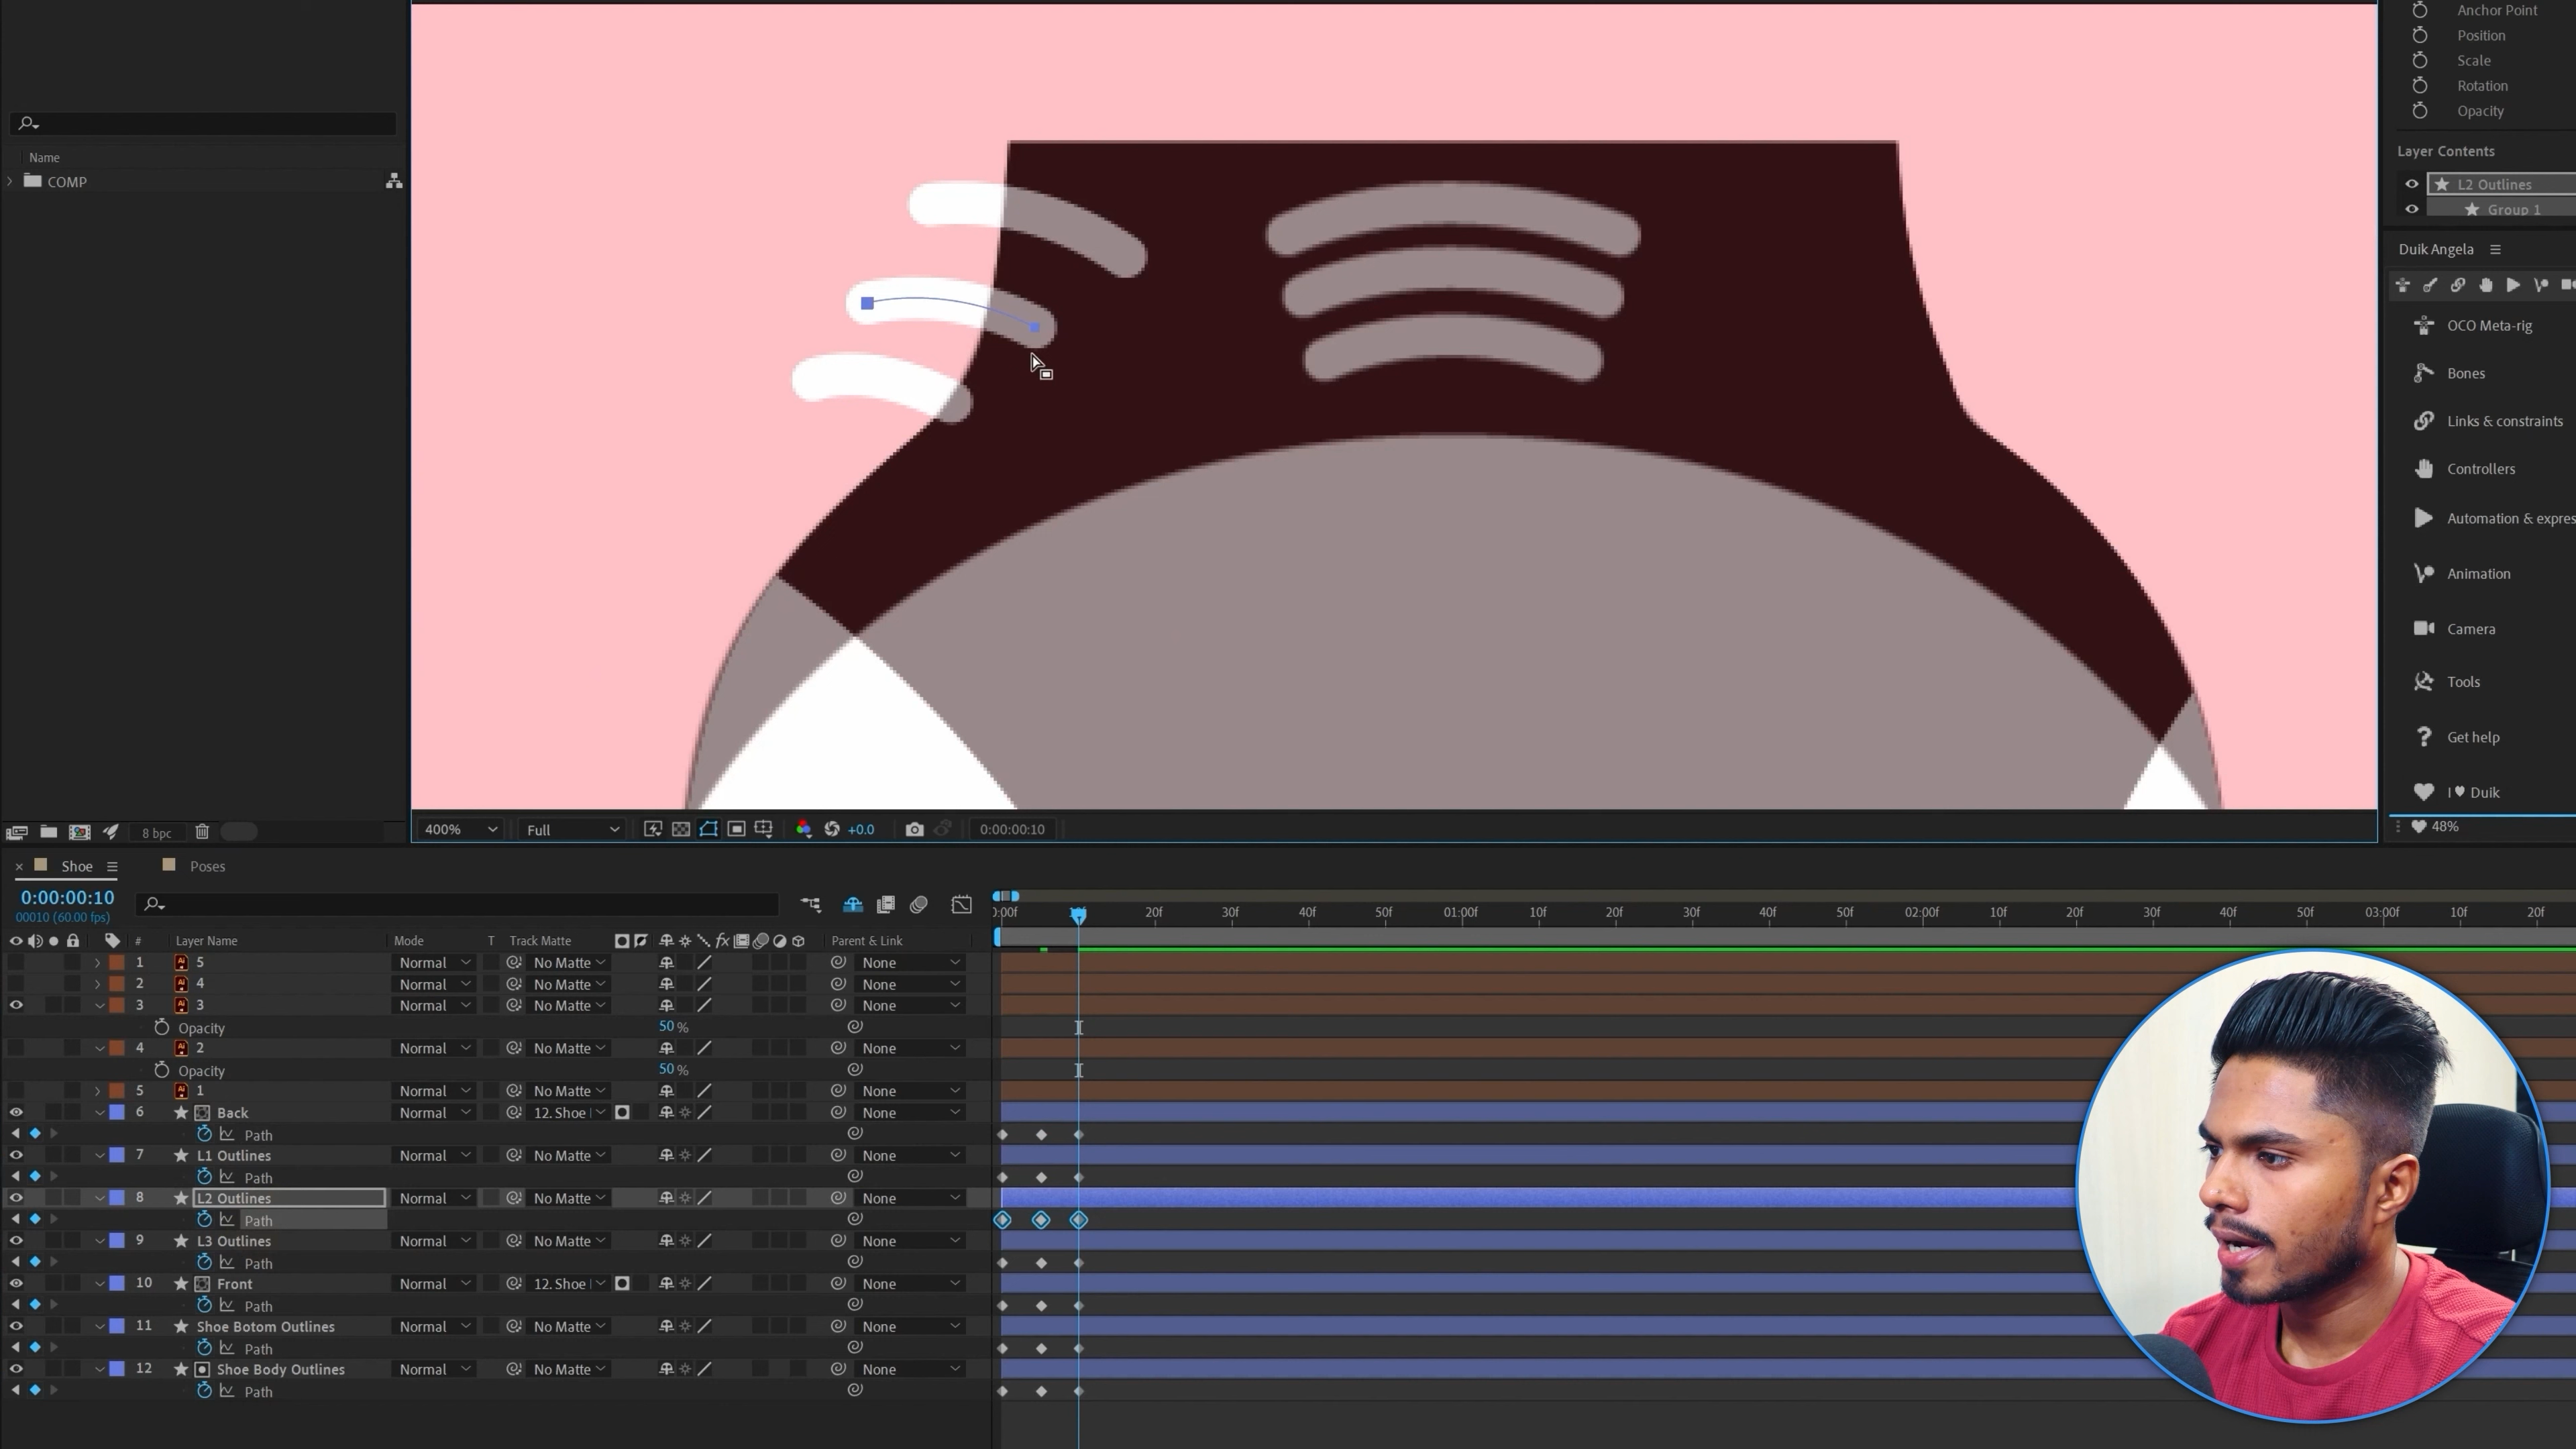 Anchor Point
Position
Scale
Rotation
Opacity
Name
COMP
Layer Contents
L2 Outlines
Group 1
Duik Angela
OCO Meta-rig
Bones
Links & constraints
Controllers
Automation & expres
Animation
Camera
Tools
Get help
I ♥ Duik
48%
8 bpc
400% Full +0.0 0:00:00:10
Shoe Poses
0:00:00:10
00010 (60.00 fps)
0:00f 20f 30f 40f 50f 01:00f 10f 20f 30f 40f 50f 02:00f 10f 20f 30f 40f 50f 03:00f 10f 20f
# Layer Name Mode T Track Matte fx Parent & Link
1 Ai 5 Normal No Matte None
2 Ai 4 Normal No Matte None
3 Ai 3 Normal No Matte None
Opacity 50 %
4 Ai 2 Normal No Matte None
Opacity 50 %
5 Ai 1 Normal No Matte None
6 Back Normal 12. Shoe None
Path
7 L1 Outlines Normal No Matte None
Path
8 L2 Outlines Normal No Matte None
Path
9 L3 Outlines Normal No Matte None
Path
10 Front Normal 12. Shoe None
Path
11 Shoe Botom Outlines Normal No Matte None
Path
12 Shoe Body Outlines Normal No Matte None
Path